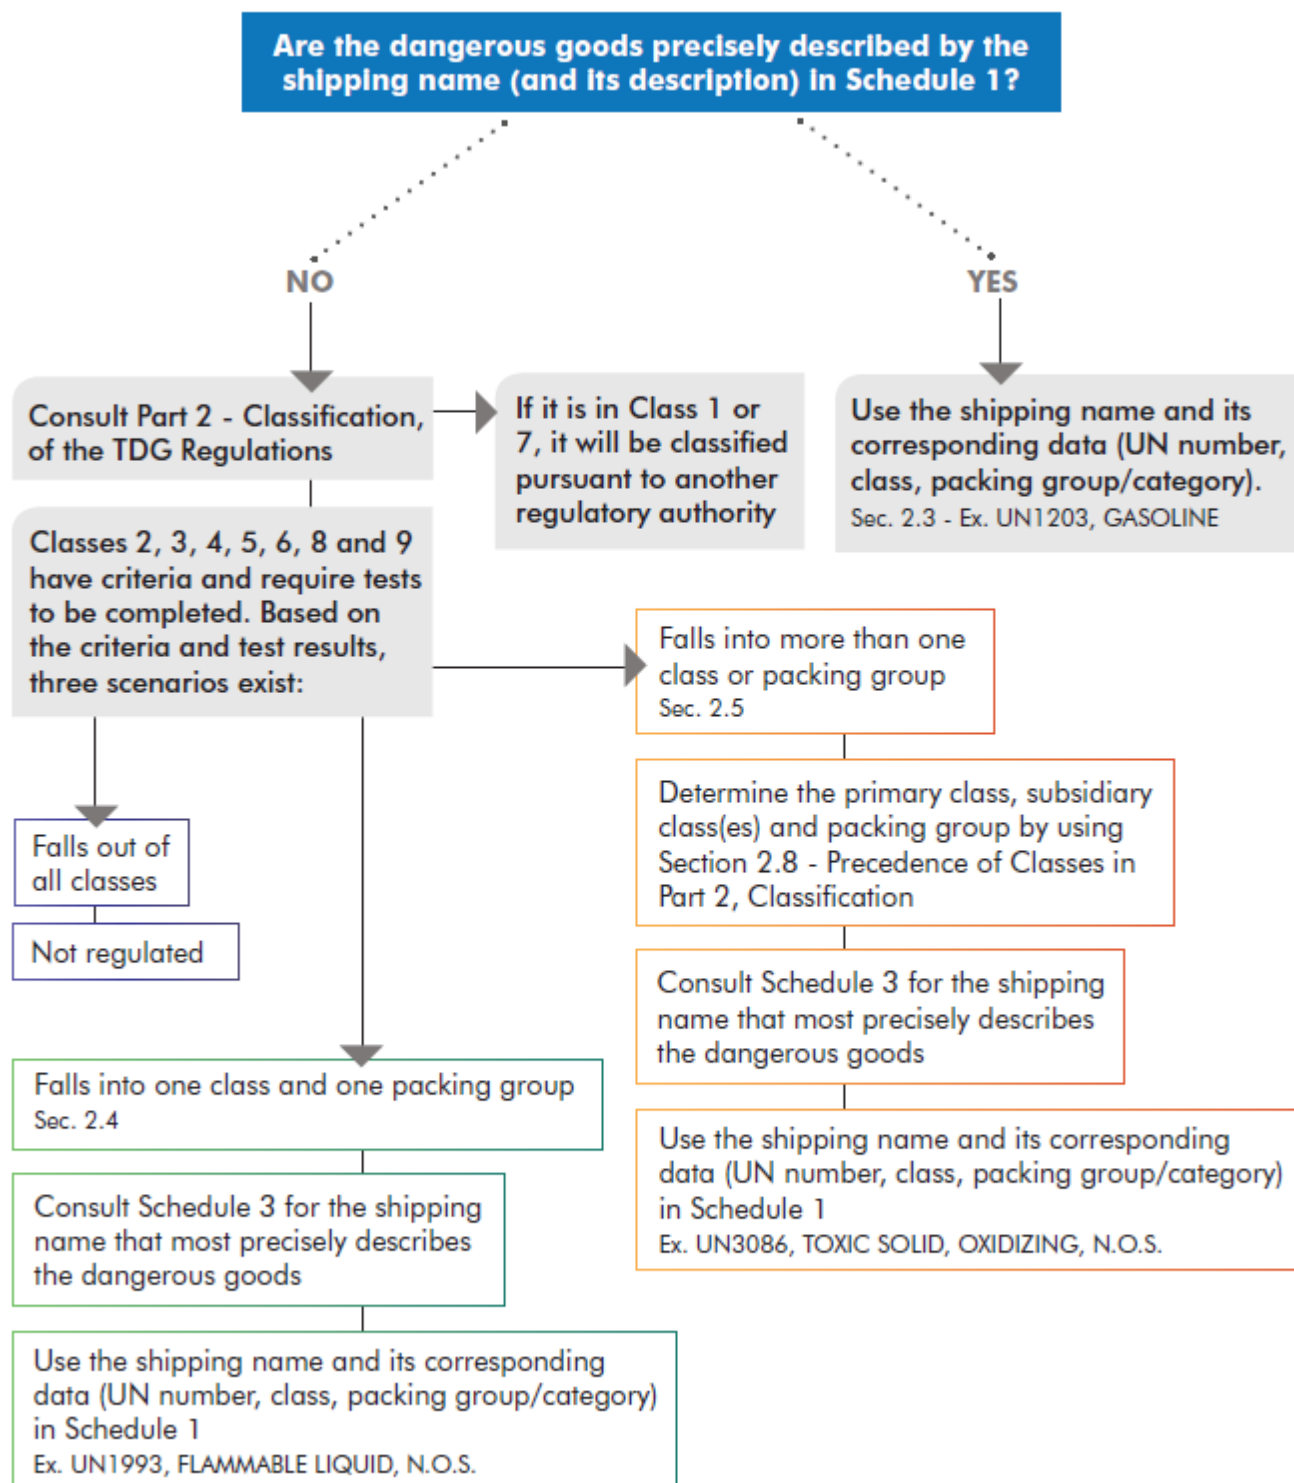 Are the dangerous goods precisely described by the
shipping name (and its description) in Schedule 1?
NO
YES
Consult Part 2 - Classification,
of the TDG Regulations
If it is in Class 1 or
7, it will be classified
pursuant to another
regulatory authority
Use the shipping name and its
corresponding data (UN number,
class, packing group/category).
Sec. 2.3 - Ex. UN1203, GASOLINE
Classes 2, 3, 4, 5, 6, 8 and 9
have criteria and require tests
to be completed. Based on
the criteria and test results,
three scenarios exist:
Falls out of
all classes
Not regulated
Falls into one class and one packing group
Sec. 2.4
Consult Schedule 3 for the shipping
name that most precisely describes
the dangerous goods
Use the shipping name and its corresponding
data (UN number, class, packing group/category)
in Schedule 1
Ex. UN1993, FLAMMABLE LIQUID, N.O.S.
Falls into more than one
class or packing group
Sec. 2.5
Determine the primary class, subsidiary
class(es) and packing group by using
Section 2.8 - Precedence of Classes in
Part 2, Classification
Consult Schedule 3 for the shipping
name that most precisely describes
the dangerous goods
Use the shipping name and its corresponding
data (UN number, class, packing group/category)
in Schedule 1
Ex. UN3086, TOXIC SOLID, OXIDIZING, N.O.S.